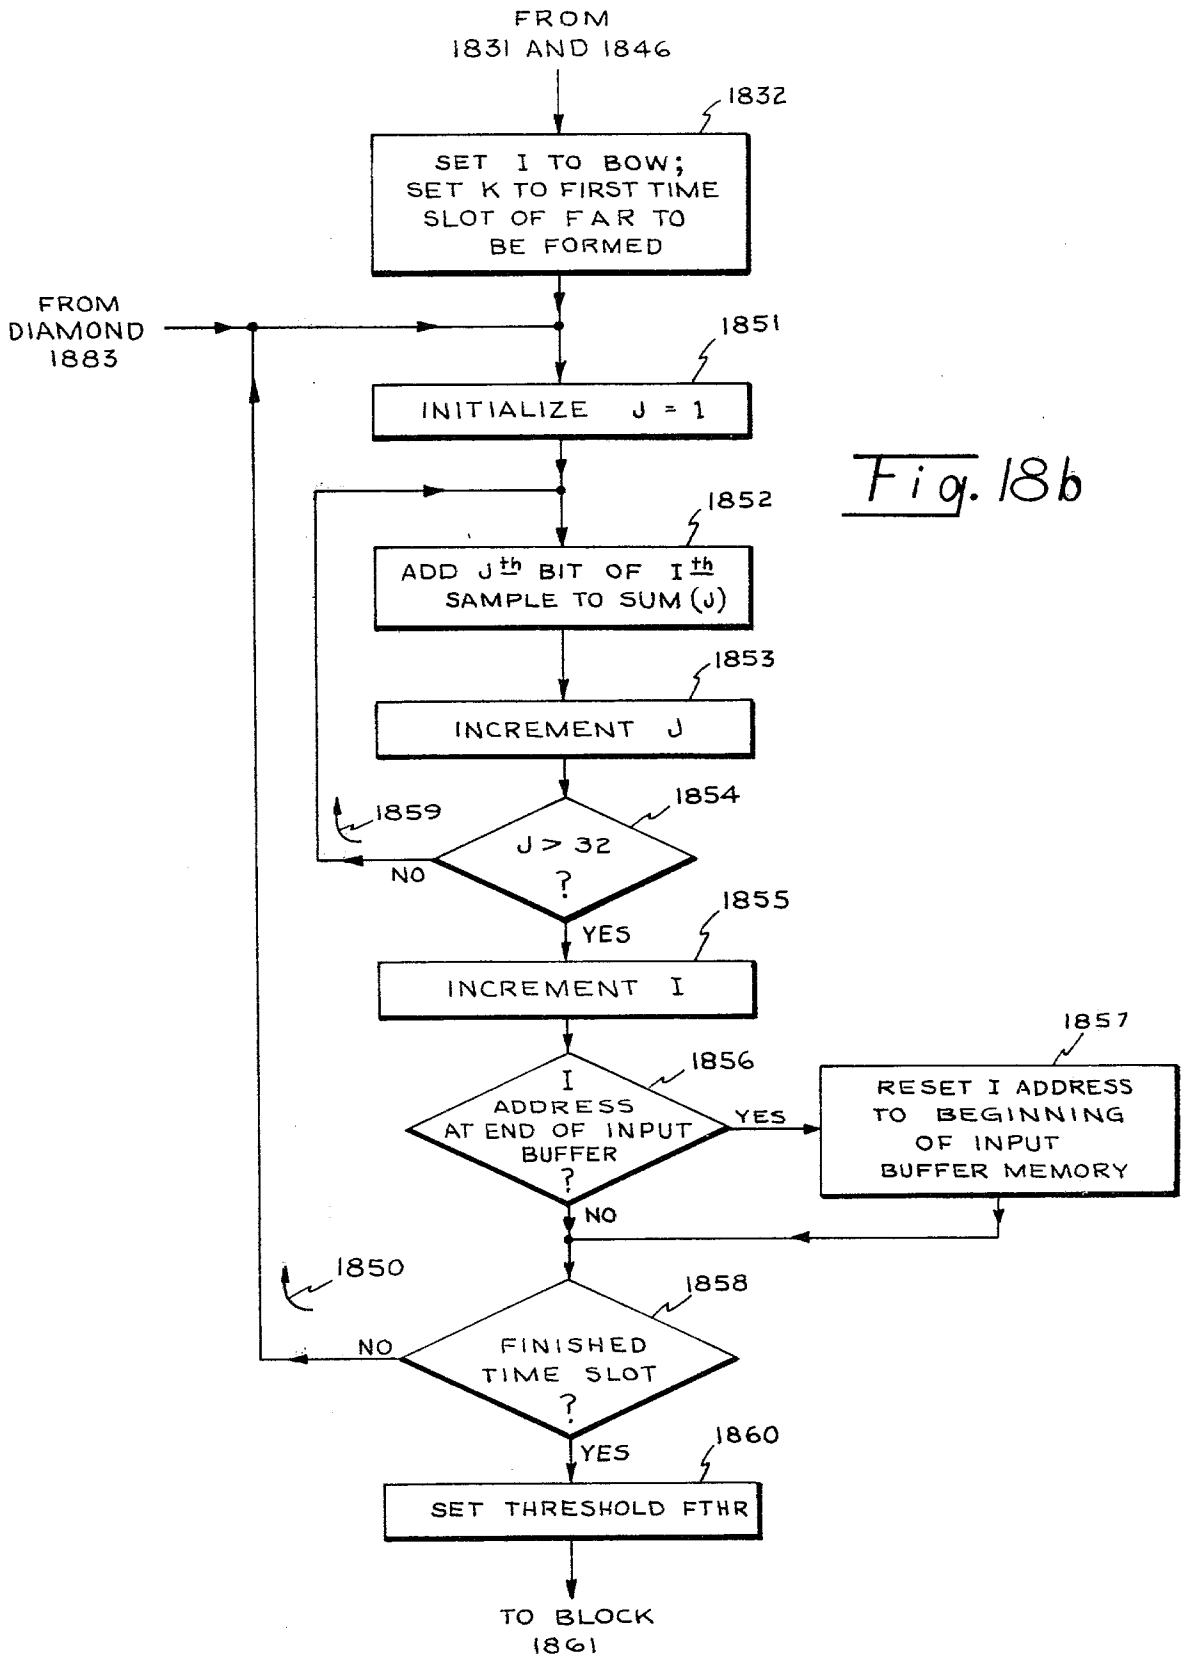 FROM
1831 AND 1846
1832
SET I TO BOW;
SET K TO FIRST TIME
SLOT OF FAR TO
BE FORMED
FROM
DIAMOND
1883
1851
INITIALIZE J = 1
Fig. 18b
1852
ADD Jth BIT OF Ith
SAMPLE TO SUM (J)
1853
INCREMENT J
1859
1854
J > 32
?
NO
YES
1855
INCREMENT I
1856
I
ADDRESS
AT END OF INPUT
BUFFER
?
YES
1857
RESET I ADDRESS
TO BEGINNING
OF INPUT
BUFFER MEMORY
NO
1850
1858
FINISHED
TIME SLOT
?
NO
YES
1860
SET THRESHOLD FTHR
TO BLOCK
1861